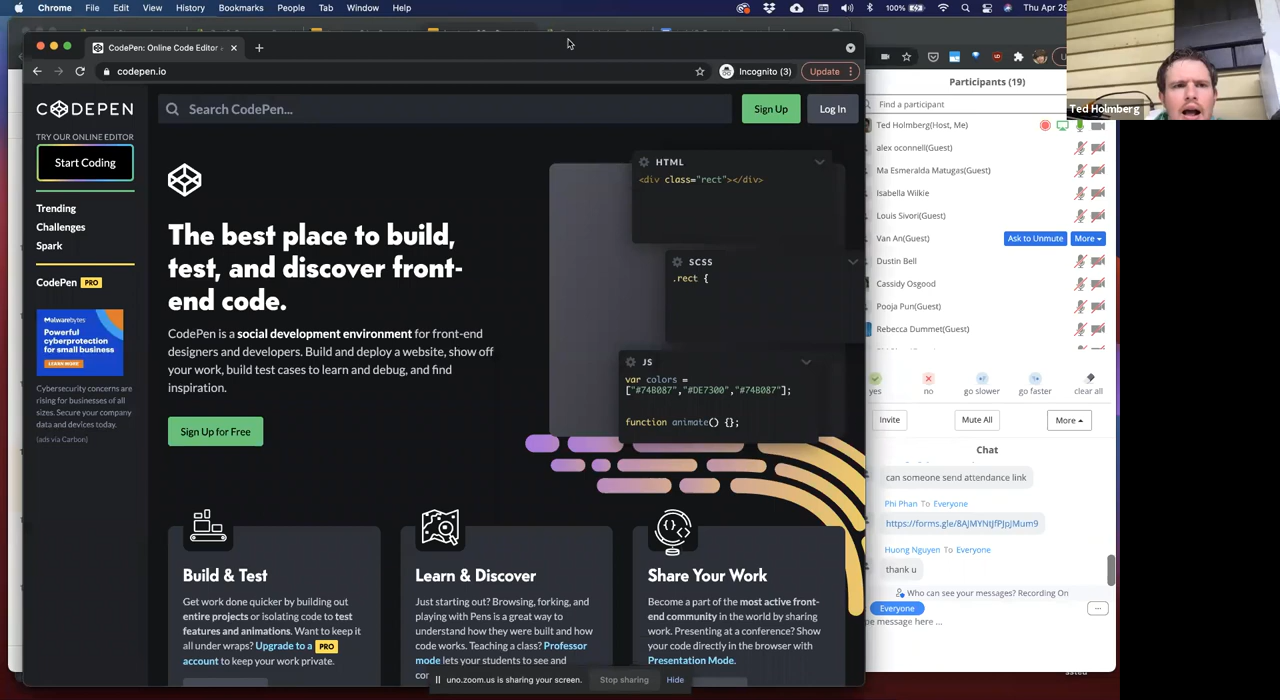 Chrome File Edit View History Bookmarks People Tab Window Help 100% Thu Apr 29
CodePen: Online Code Editor
codepen.io
Incognito (3)
Update
CODEPEN
TRY OUR ONLINE EDITOR
Start Coding
Trending
Challenges
Spark
CodePen PRO
Malwarebytes
Powerful
cyberprotection
for small business
LEARN MORE
Cybersecurity concerns are
rising for businesses of all
sizes. Secure your company
data and devices today.
(ads via Carbon)
Search CodePen...
Sign Up
Log In
The best place to build,
test, and discover front-
end code.
CodePen is a social development environment for front-end
designers and developers. Build and deploy a website, show off
your work, build test cases to learn and debug, and find
inspiration.
Sign Up for Free
HTML
<div class="rect"></div>
SCSS
.rect {
JS
var colors =
["#74B087","#DE7300","#74B087"];
function animate() {};
Build & Test
Get work done quicker by building out
entire projects or isolating code to
test features and animations. Want to keep it
all under wraps? Upgrade to a PRO
account to keep your work private.
Learn & Discover
Just starting out? Browsing, forking, and
playing with Pens is a great way to
understand how they were built and how
code works. Teaching a class? Professor
mode lets your students to see and
Share Your Work
Become a part of the most active front-
end community in the world by sharing
work. Presenting at a conference? Show
your code directly in the browser with
Presentation Mode.
uno.zoom.us is sharing your screen.
Stop sharing
Hide
Participants (19)
Find a participant
Ted Holmberg(Host, Me)
alex oconnell(Guest)
Ma Esmeralda Matugas(Guest)
Isabella Wilkie
Louis Sivori(Guest)
Van An(Guest)
Ask to Unmute
More
Dustin Bell
Cassidy Osgood
Pooja Pun(Guest)
Rebecca Dummet(Guest)
yes
no
go slower
go faster
clear all
Invite
Mute All
More
Chat
can someone send attendance link
Phi Phan To Everyone
https://forms.gle/8AJMYNtJfPJpJMum9
Huong Nguyen To Everyone
thank u
Who can see your messages? Recording On
Everyone
pe message here ...
Ted Holmberg